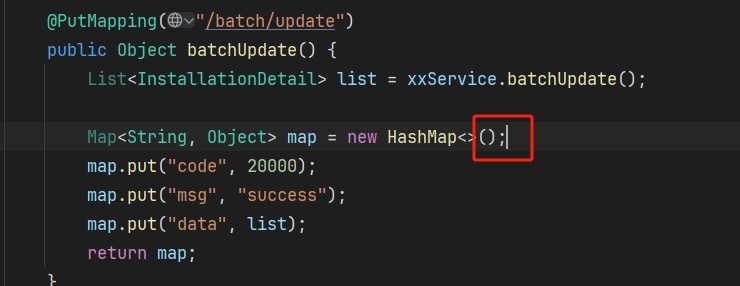 @PutMapping("/batch/update")
public Object batchUpdate() {
List<InstallationDetail> list = xxService.batchUpdate();
Map<String, Object> map = new HashMap<>();
map.put("code", 20000);
map.put("msg", "success");
map.put("data", list);
return map;
}